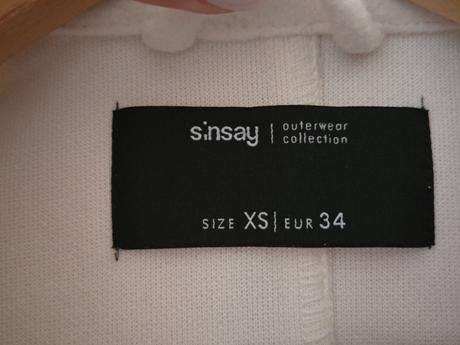 sinsay | outerwear
collection
SIZE XS | EUR 34